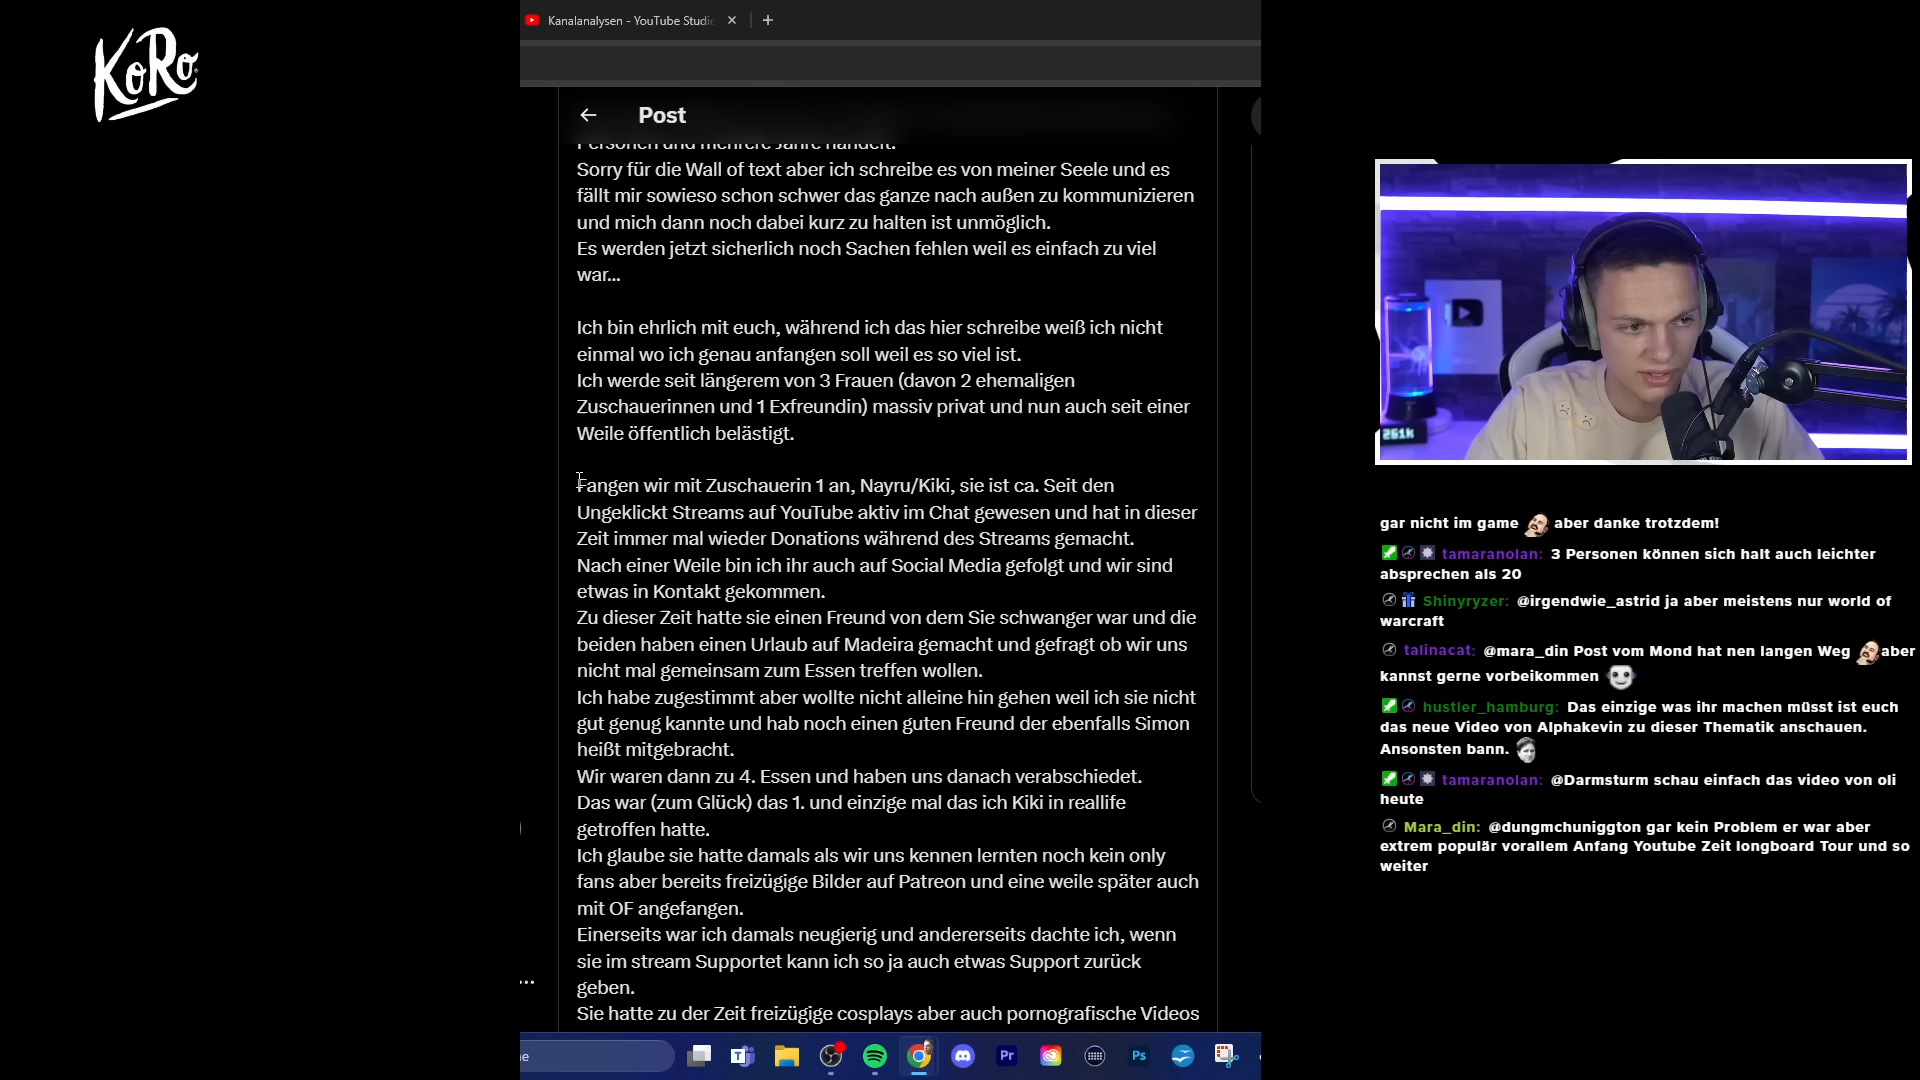 KoRo
Kanalanalysen - YouTube Studio
Post
Personen und mehrere Jahre handelt.
Sorry für die Wall of text aber ich schreibe es von meiner Seele und es
fällt mir sowieso schon schwer das ganze nach außen zu kommunizieren
und mich dann noch dabei kurz zu halten ist unmöglich.
Es werden jetzt sicherlich noch Sachen fehlen weil es einfach zu viel
war...
Ich bin ehrlich mit euch, während ich das hier schreibe weiß ich nicht
einmal wo ich genau anfangen soll weil es so viel ist.
Ich werde seit längerem von 3 Frauen (davon 2 ehemaligen
Zuschauerinnen und 1 Exfreundin) massiv privat und nun auch seit einer
Weile öffentlich belästigt.
Fangen wir mit Zuschauerin 1 an, Nayru/Kiki, sie ist ca. Seit den
Ungeklickt Streams auf YouTube aktiv im Chat gewesen und hat in dieser
Zeit immer mal wieder Donations während des Streams gemacht.
Nach einer Weile bin ich ihr auch auf Social Media gefolgt und wir sind
etwas in Kontakt gekommen.
Zu dieser Zeit hatte sie einen Freund von dem Sie schwanger war und die
beiden haben einen Urlaub auf Madeira gemacht und gefragt ob wir uns
nicht mal gemeinsam zum Essen treffen wollen.
Ich habe zugestimmt aber wollte nicht alleine hin gehen weil ich sie nicht
gut genug kannte und hab noch einen guten Freund der ebenfalls Simon
heißt mitgebracht.
Wir waren dann zu 4. Essen und haben uns danach verabschiedet.
Das war (zum Glück) das 1. und einzige mal das ich Kiki in reallife
getroffen hatte.
Ich glaube sie hatte damals als wir uns kennen lernten noch kein only
fans aber bereits freizügige Bilder auf Patreon und eine weile später auch
mit OF angefangen.
Einerseits war ich damals neugierig und andererseits dachte ich, wenn
sie im stream Supportet kann ich so ja auch etwas Support zurück
geben.
Sie hatte zu der Zeit freizügige cosplays aber auch pornografische Videos
261k
gar nicht im game aber danke trotzdem!
tamaranolan: 3 Personen können sich halt auch leichter
absprechen als 20
Shinyryzer: @irgendwie_astrid ja aber meistens nur world of
warcraft
talinacat: @mara_din Post vom Mond hat nen langen Weg aber
kannst gerne vorbeikommen
hustler_hamburg: Das einzige was ihr machen müsst ist euch
das neue Video von Alphakevin zu dieser Thematik anschauen.
Ansonsten bann.
tamaranolan: @Darmsturm schau einfach das video von oli
heute
Mara_din: @dungmchuniggton gar kein Problem er war aber
extrem populär vorallem Anfang Youtube Zeit longboard Tour und so
weiter
Pr
Ps